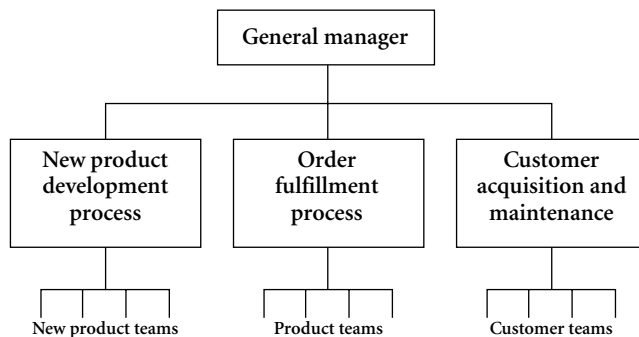 General manager
New product
development
process
Order
fulfillment
process
Customer
acquisition and
maintenance
New product teams
Product teams
Customer teams